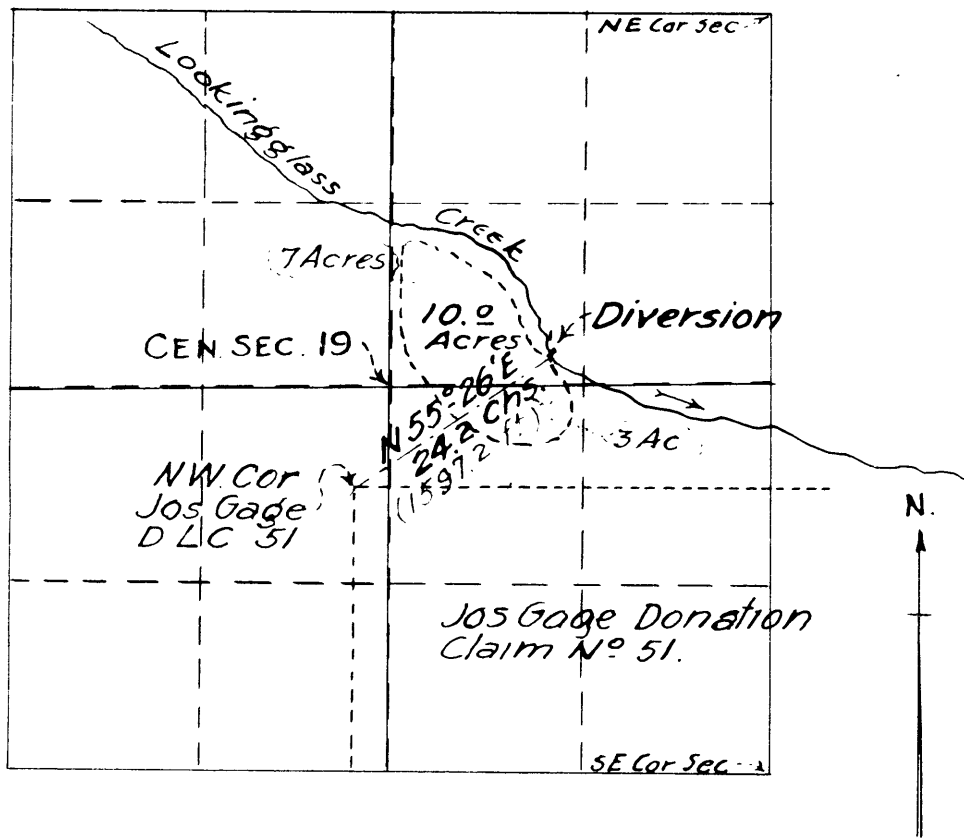 NE Cor Sec
Lookingglass
Creek
7 Acres
10.0
Acres
Diversion
CEN. SEC. 19
N 55°-26'E
24.2 chs.
(1597.2
3 Ac
NW Cor
Jos Gage
D L C 51
N.
Jos Gage Donation
Claim Nº 51.
SE Cor Sec